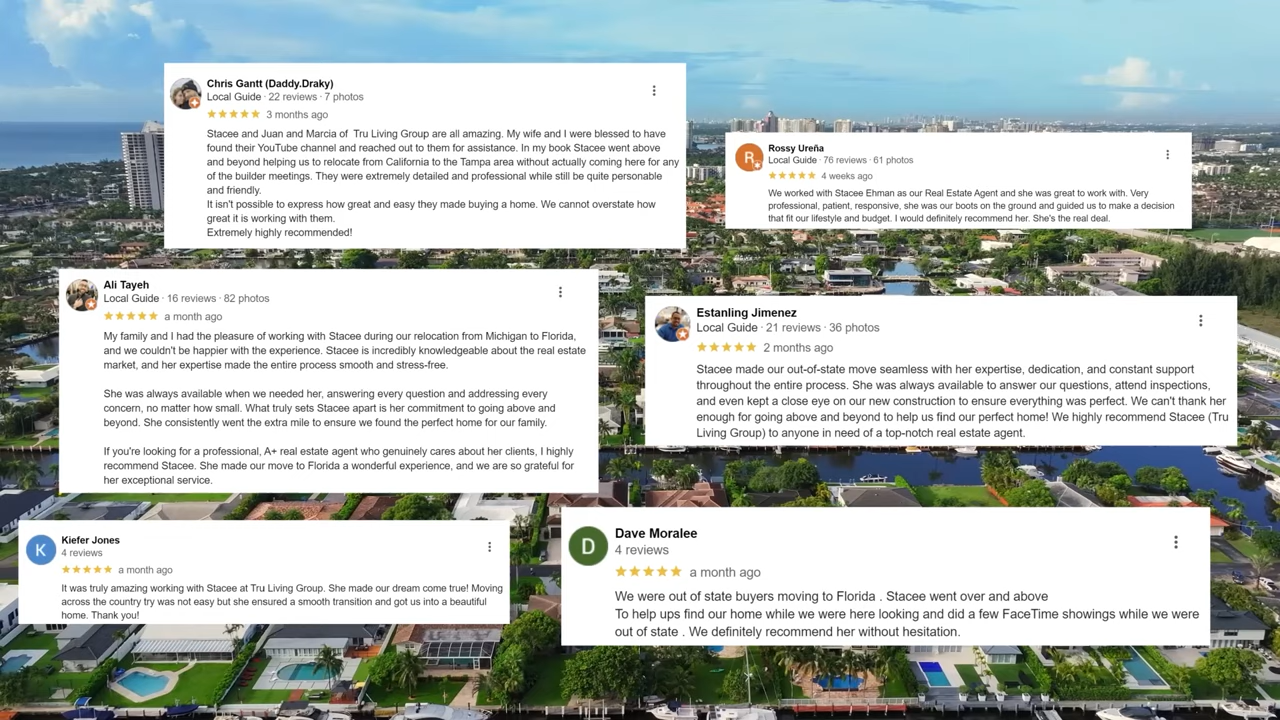 Chris Gantt (Daddy.Draky)
Local Guide · 22 reviews · 7 photos
3 months ago
Stacee and Juan and Marcia of Tru Living Group are all amazing. My wife and I were blessed to have
found their YouTube channel and reached out to them for assistance. In my book Stacee went above
and beyond helping us to relocate from California to the Tampa area without actually coming here for any
of the builder meetings. They were extremely detailed and professional while still be quite personable
and friendly.
It isn't possible to express how great and easy they made buying a home. We cannot overstate how
great it is working with them.
Extremely highly recommended!
R
Rossy Ureña
Local Guide · 76 reviews · 61 photos
4 weeks ago
We worked with Stacee Ehman as our Real Estate Agent and she was great to work with. Very
professional, patient, responsive, she was our boots on the ground and guided us to make a decision
that fit our lifestyle and budget. I would definitely recommend her. She's the real deal.
Ali Tayeh
Local Guide · 16 reviews · 82 photos
a month ago
My family and I had the pleasure of working with Stacee during our relocation from Michigan to Florida,
and we couldn't be happier with the experience. Stacee is incredibly knowledgeable about the real estate
market, and her expertise made the entire process smooth and stress-free.
She was always available when we needed her, answering every question and addressing every
concern, no matter how small. What truly sets Stacee apart is her commitment to going above and
beyond. She consistently went the extra mile to ensure we found the perfect home for our family.
If you're looking for a professional, A+ real estate agent who genuinely cares about her clients, I highly
recommend Stacee. She made our move to Florida a wonderful experience, and we are so grateful for
her exceptional service.
Estanling Jimenez
Local Guide · 21 reviews · 36 photos
2 months ago
Stacee made our out-of-state move seamless with her expertise, dedication, and constant support
throughout the entire process. She was always available to answer our questions, attend inspections,
and even kept a close eye on our new construction to ensure everything was perfect. We can't thank her
enough for going above and beyond to help us find our perfect home! We highly recommend Stacee (Tru
Living Group) to anyone in need of a top-notch real estate agent.
K
Kiefer Jones
4 reviews
a month ago
It was truly amazing working with Stacee at Tru Living Group. She made our dream come true! Moving
across the country try was not easy but she ensured a smooth transition and got us into a beautiful
home. Thank you!
D
Dave Moralee
4 reviews
a month ago
We were out of state buyers moving to Florida . Stacee went over and above
To help ups find our home while we were here looking and did a few FaceTime showings while we were
out of state . We definitely recommend her without hesitation.